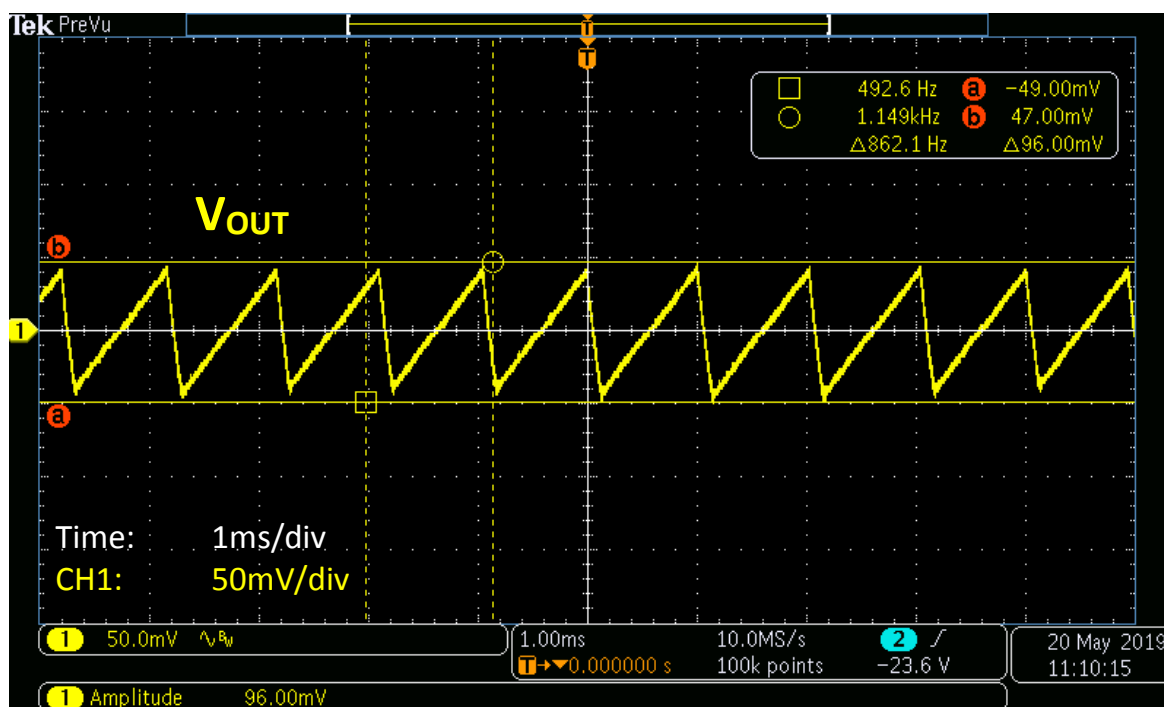 Tek PreVu
T
T
492.6 Hz a −49.00mV
1.149kHz b 47.00mV
△862.1 Hz △96.00mV
VOUT
b
1
a
Time: 1ms/div
CH1: 50mV/div
1 50.0mV ∿BW
1.00ms 10.0MS/s 2 ∫
T→▼0.000000 s 100k points −23.6 V
20 May 2019
11:10:15
1 Amplitude 96.00mV